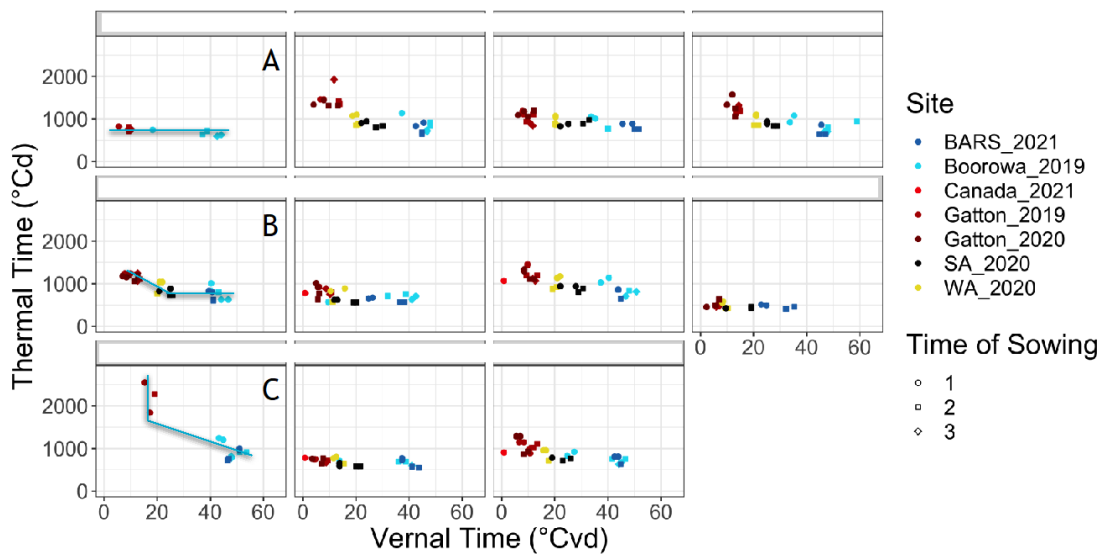 A
2000
1000
0
B
2000
1000
0
C
2000
1000
0
0 20 40 60
0 20 40 60
0 20 40 60
0 20 40 60
Thermal Time (°Cd)
Vernal Time (°Cvd)
Site
BARS_2021
Boorowa_2019
Canada_2021
Gatton_2019
Gatton_2020
SA_2020
WA_2020
Time of Sowing
1
2
3